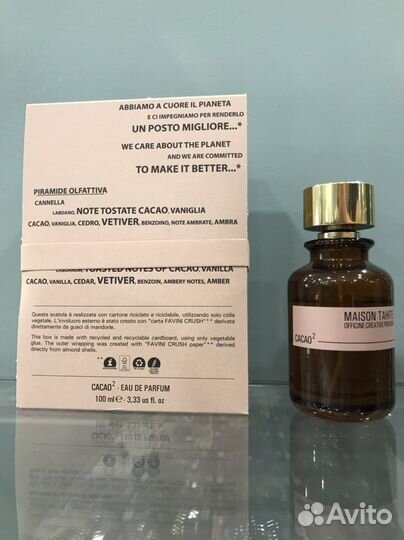 ABBIAMO A CUORE IL PIANETA
E CI IMPEGNIAMO PER RENDERLO
UN POSTO MIGLIORE...*
WE CARE ABOUT THE PLANET
AND WE ARE COMMITTED
TO MAKE IT BETTER...*
PIRAMIDE OLFATTIVA
CANNELLA
LABDANO, NOTE TOSTATE CACAO, VANIGLIA
CACAO, VANIGLIA, CEDRO, VETIVER, BENZOINO, NOTE AMBRATE, AMBRA
TOASTED NOTES OF CACAO, VANILLA
CACAO, VANILLA, CEDAR, VETIVER, BENZOIN, AMBERY NOTES, AMBER
Questa scatola è realizzata con cartone riciclato e riciclabile, utilizzando solo colla
vegetale. L'involucro esterno è stato creato con "carta FAVINI CRUSH"** derivata
direttamente da gusci di mandorle.
This box is made with recycled and recyclable cardboard, using only vegetable
glue. The outer wrapping was created with "FAVINI CRUSH paper"** derived
directly from almond shells.
CACAO² - EAU DE PARFUM
100 ml ℮ - 3,33 us fl. oz
MAISON TAHITÉ
OFFICINE CREATIVE PROFUMI
CACAO²
Avito